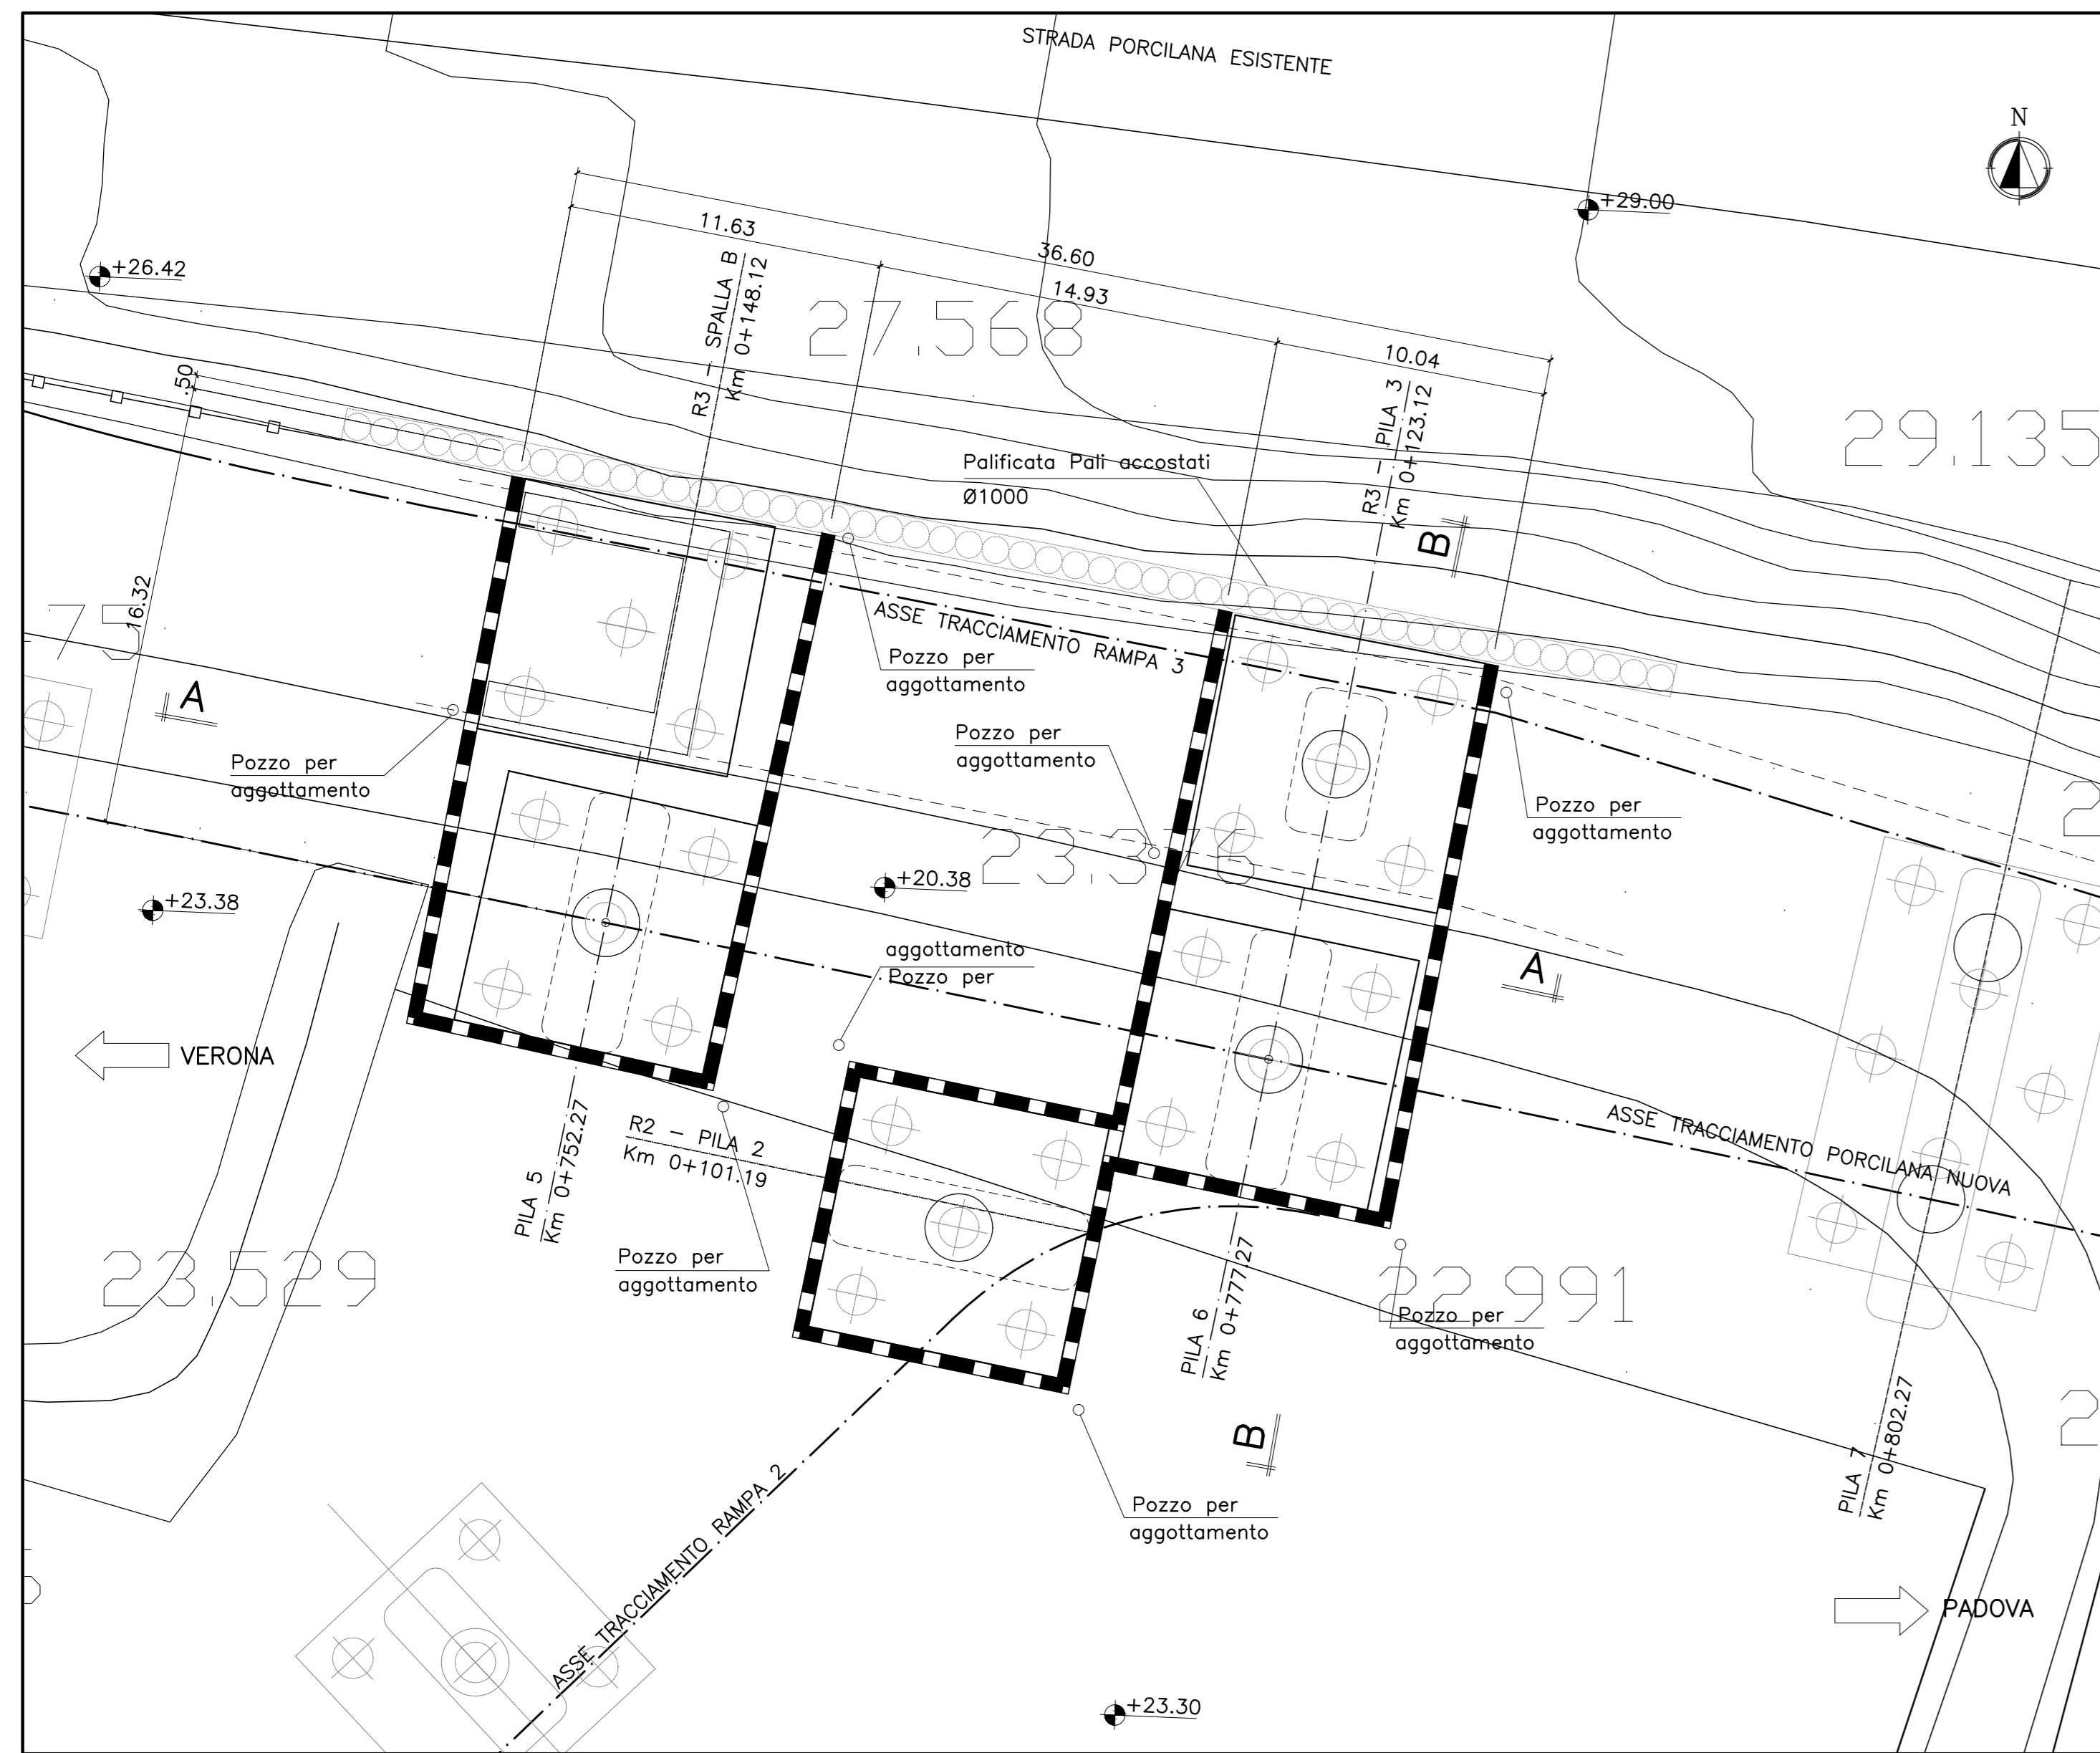 STRADA PORCILANA ESISTENTE
N
+29.00
+26.42
11.63
36.60
14.93
10.04
R3 - SPALLA B
Km 0+148.12
27.568
R3 - PILA 3
Km 0+123.12
29.135
.50
16.32
Palificata Pali accostati
Ø1000
B
ASSE TRACCIAMENTO RAMPA 3
75
A
Pozzo per
aggottamento
Pozzo per
aggottamento
Pozzo per
aggottamento
Pozzo per
aggottamento
23.376
+20.38
+23.38
aggottamento
Pozzo per
A
VERONA
R2 - PILA 2
Km 0+101.19
PILA 5
Km 0+752.27
ASSE TRACCIAMENTO PORCILANA NUOVA
23.529
Pozzo per
aggottamento
22.991
Pozzo per
aggottamento
PILA 6
Km 0+777.27
B
PILA 7
Km 0+802.27
Pozzo per
aggottamento
ASSE TRACCIAMENTO RAMPA 2
PADOVA
+23.30
2
2